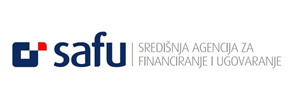 safu
SREDIŠNJA AGENCIJA ZA
FINANCIRANJE I UGOVARANJE